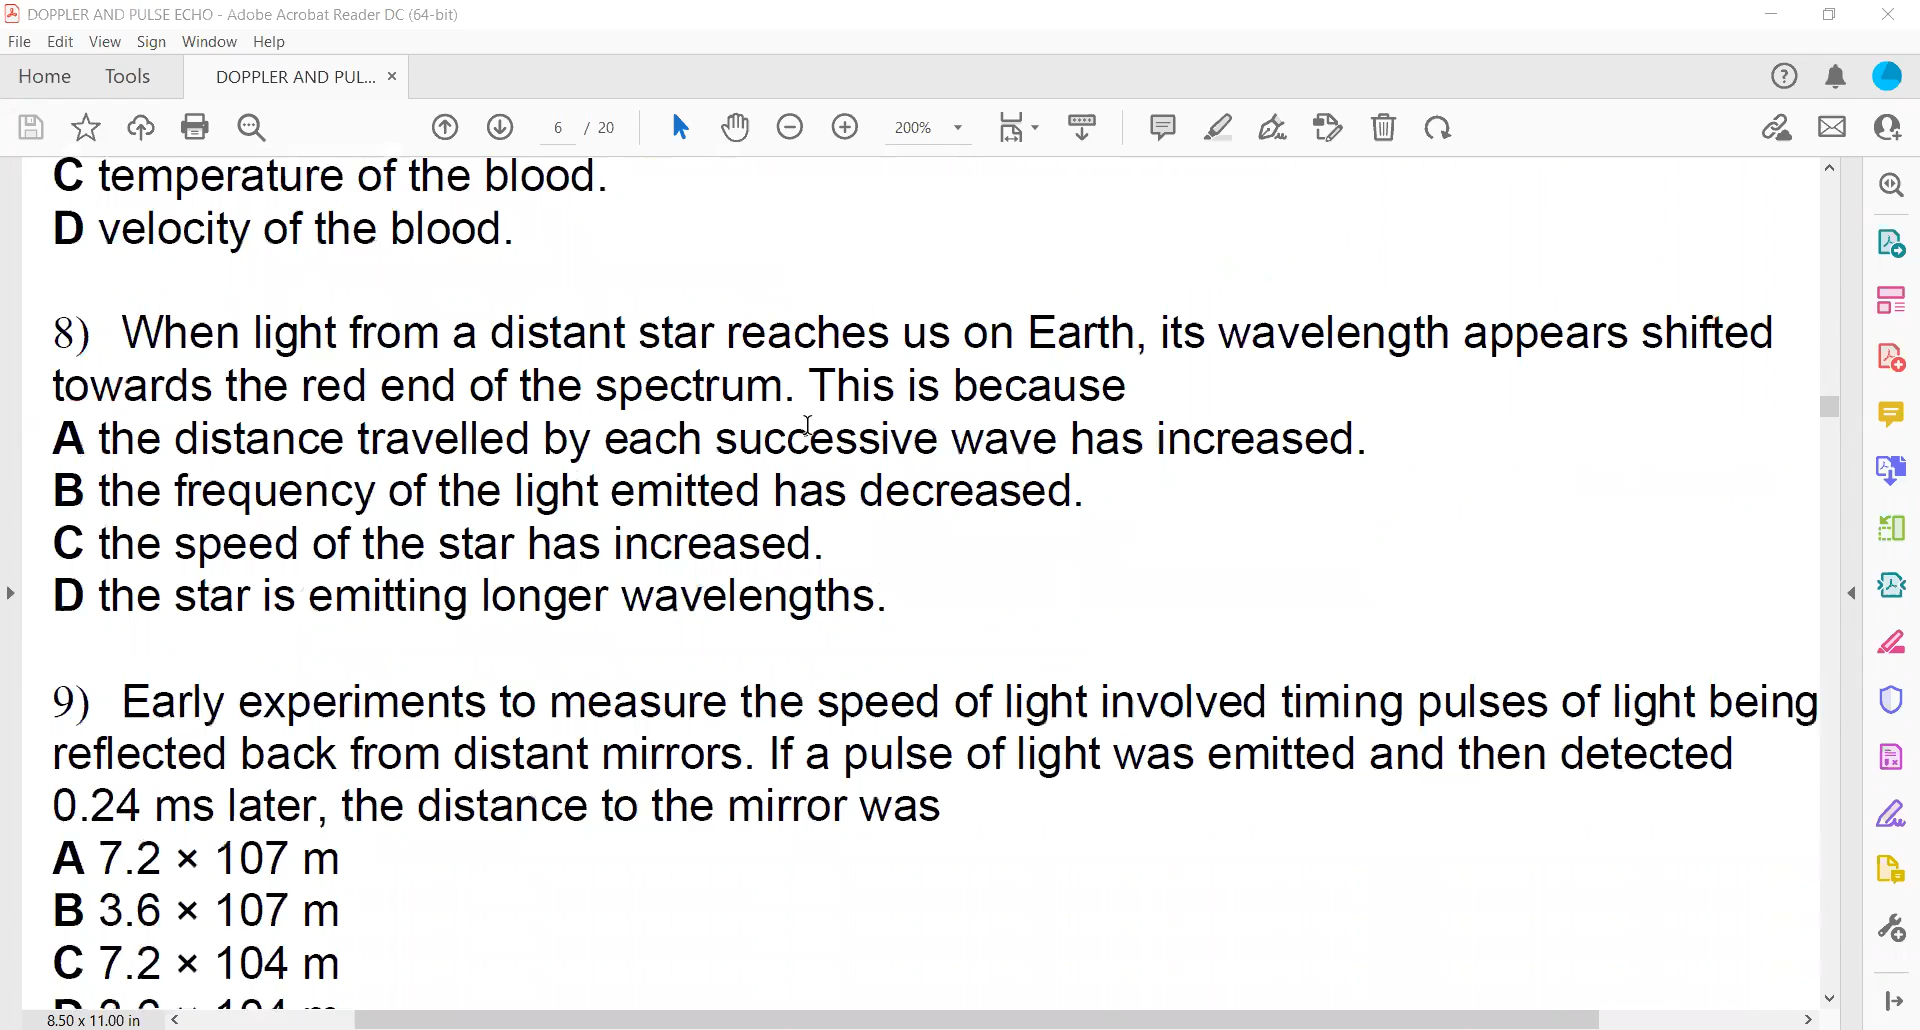 DOPPLER AND PULSE ECHO - Adobe Acrobat Reader DC (64-bit)
File Edit View Sign Window Help
Home Tools DOPPLER AND PUL... ×
6 / 20 200%
C temperature of the blood.
D velocity of the blood.
8) When light from a distant star reaches us on Earth, its wavelength appears shifted
towards the red end of the spectrum. This is because
A the distance travelled by each successive wave has increased.
B the frequency of the light emitted has decreased.
C the speed of the star has increased.
D the star is emitting longer wavelengths.
9) Early experiments to measure the speed of light involved timing pulses of light being
reflected back from distant mirrors. If a pulse of light was emitted and then detected
0.24 ms later, the distance to the mirror was
A 7.2 × 107 m
B 3.6 × 107 m
C 7.2 × 104 m
8.50 x 11.00 in